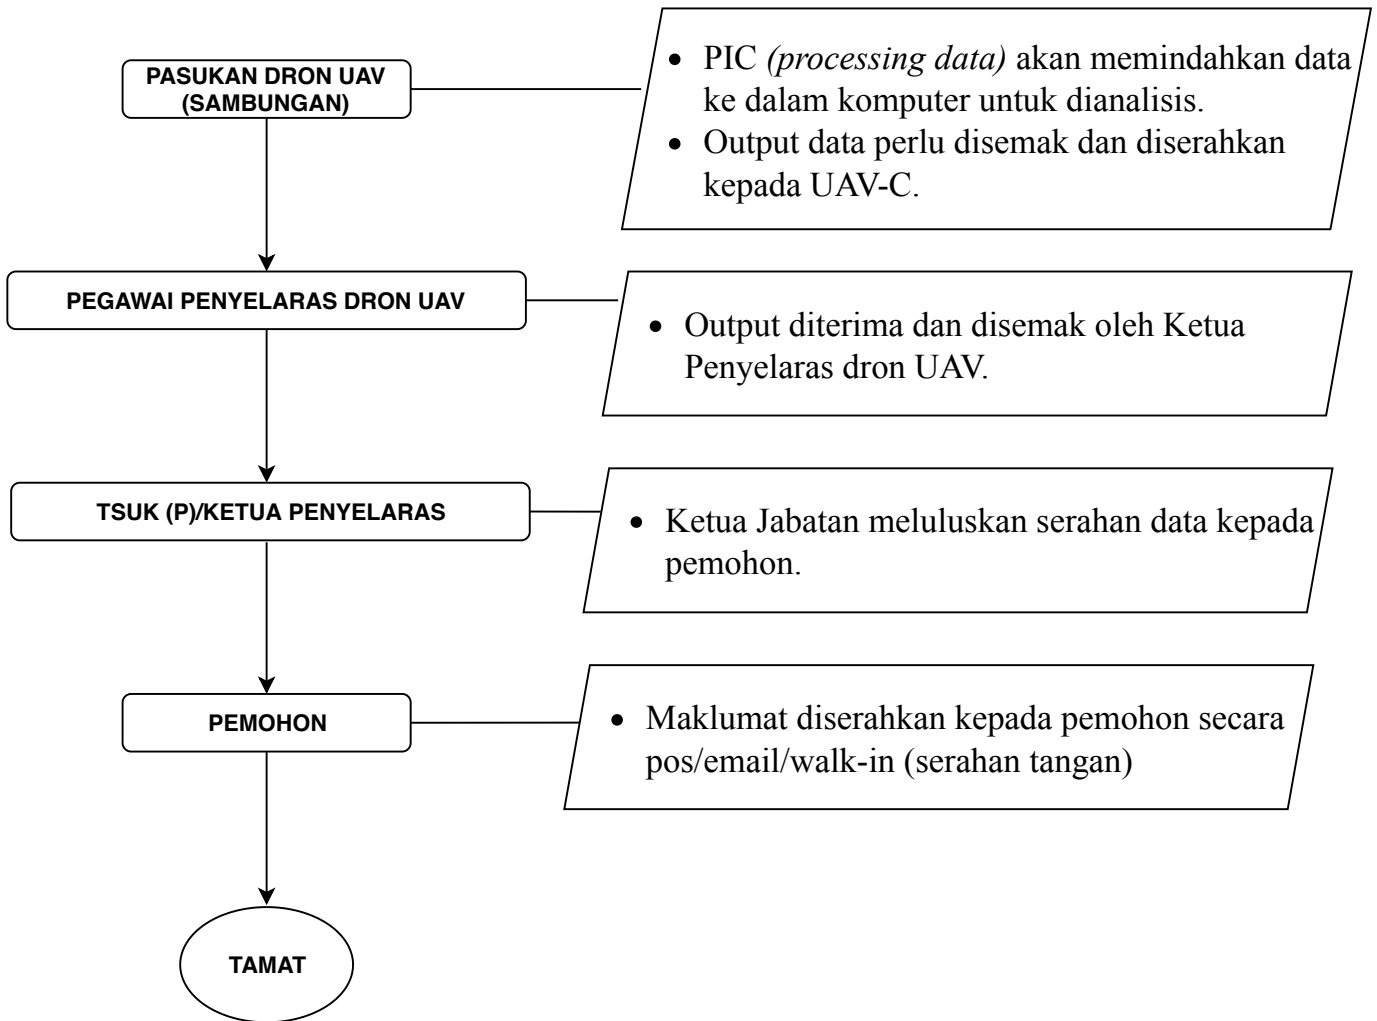 PASUKAN DRON UAV
(SAMBUNGAN)
• PIC (processing data) akan memindahkan data
ke dalam komputer untuk dianalisis.
• Output data perlu disemak dan diserahkan
kepada UAV-C.
PEGAWAI PENYELARAS DRON UAV
• Output diterima dan disemak oleh Ketua
Penyelaras dron UAV.
TSUK (P)/KETUA PENYELARAS
• Ketua Jabatan meluluskan serahan data kepada
pemohon.
PEMOHON
• Maklumat diserahkan kepada pemohon secara
pos/email/walk-in (serahan tangan)
TAMAT